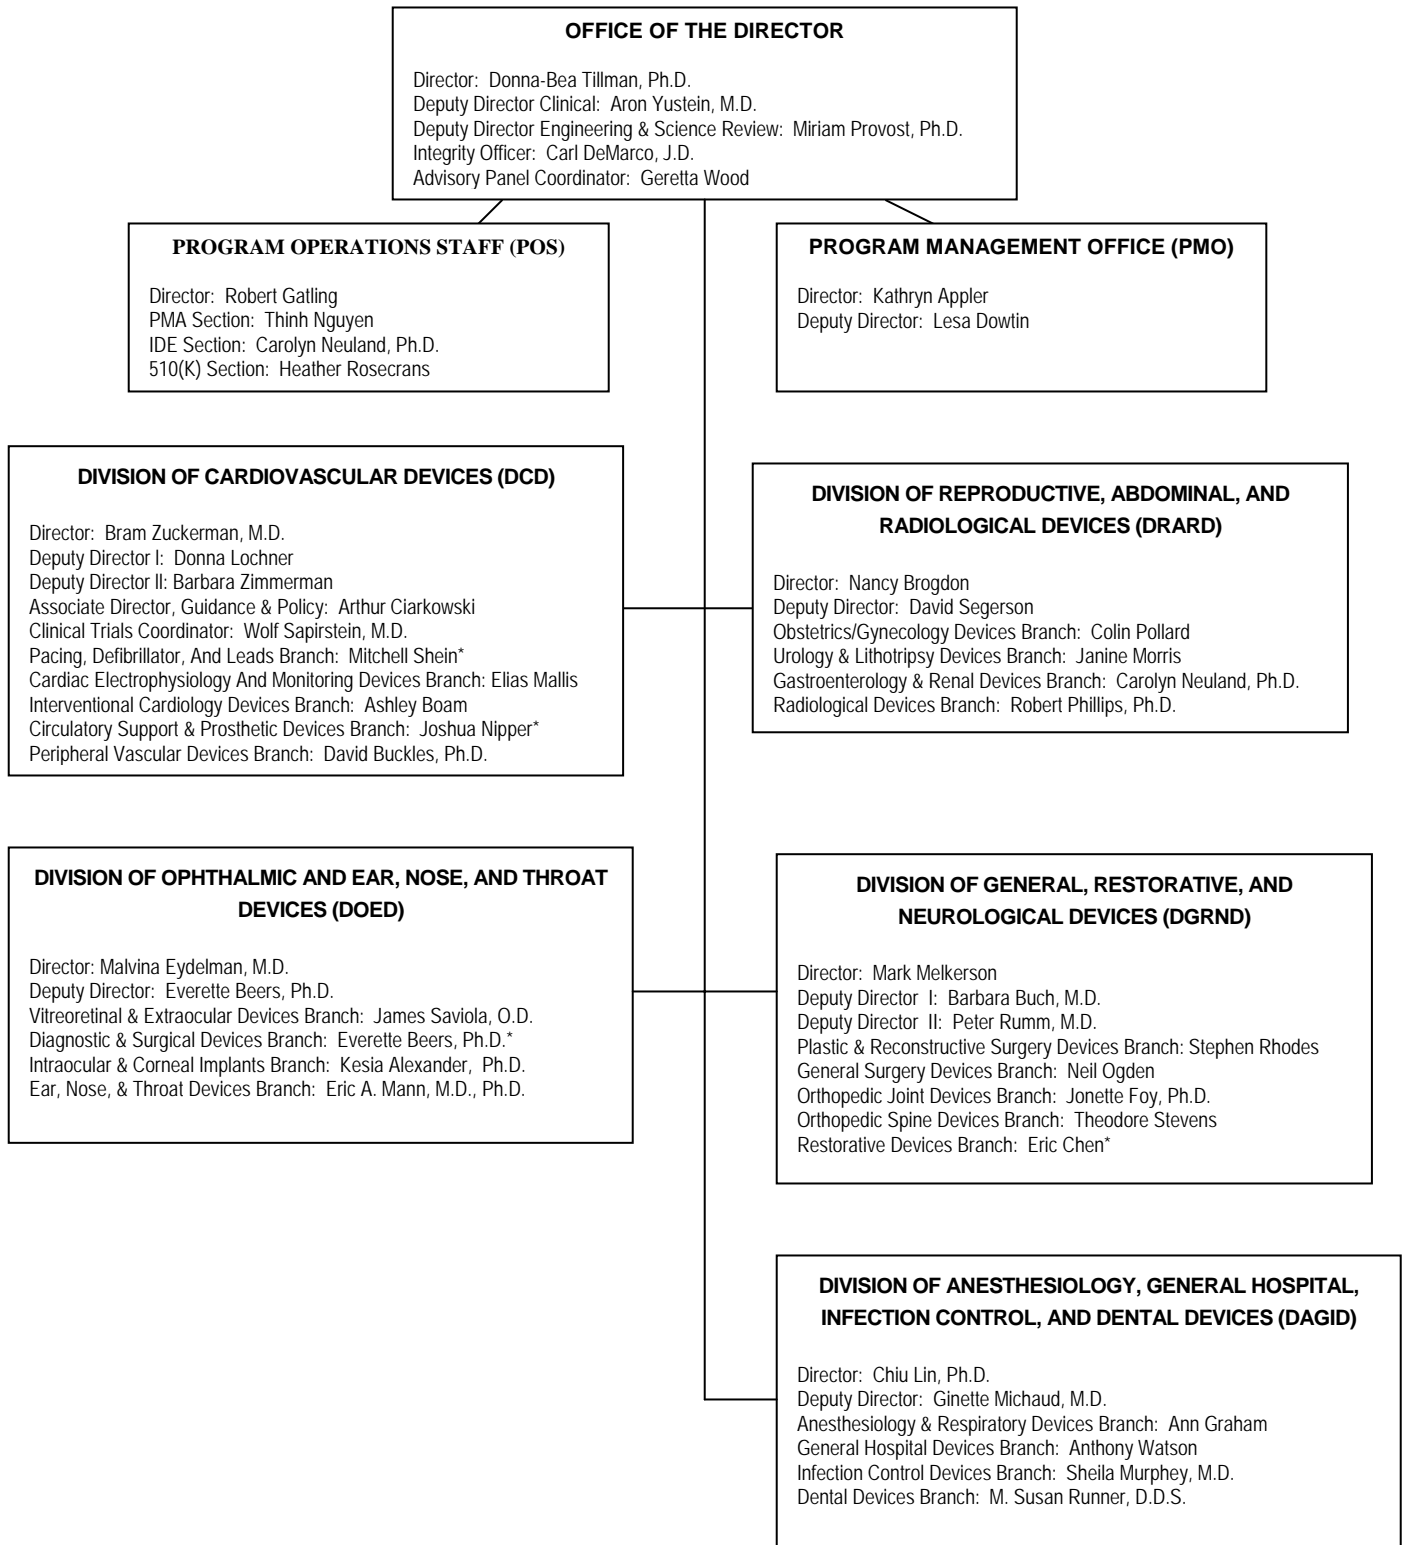 OFFICE OF THE DIRECTOR
Director: Donna-Bea Tillman, Ph.D.
Deputy Director Clinical: Aron Yustein, M.D.
Deputy Director Engineering & Science Review: Miriam Provost, Ph.D.
Integrity Officer: Carl DeMarco, J.D.
Advisory Panel Coordinator: Geretta Wood
PROGRAM OPERATIONS STAFF (POS)
Director: Robert Gatling
PMA Section: Thinh Nguyen
IDE Section: Carolyn Neuland, Ph.D.
510(K) Section: Heather Rosecrans
PROGRAM MANAGEMENT OFFICE (PMO)
Director: Kathryn Appler
Deputy Director: Lesa Dowtin
DIVISION OF CARDIOVASCULAR DEVICES (DCD)
Director: Bram Zuckerman, M.D.
Deputy Director I: Donna Lochner
Deputy Director II: Barbara Zimmerman
Associate Director, Guidance & Policy: Arthur Ciarkowski
Clinical Trials Coordinator: Wolf Sapirstein, M.D.
Pacing, Defibrillator, And Leads Branch: Mitchell Shein*
Cardiac Electrophysiology And Monitoring Devices Branch: Elias Mallis
Interventional Cardiology Devices Branch: Ashley Boam
Circulatory Support & Prosthetic Devices Branch: Joshua Nipper*
Peripheral Vascular Devices Branch: David Buckles, Ph.D.
DIVISION OF REPRODUCTIVE, ABDOMINAL, AND
RADIOLOGICAL DEVICES (DRARD)
Director: Nancy Brogdon
Deputy Director: David Segerson
Obstetrics/Gynecology Devices Branch: Colin Pollard
Urology & Lithotripsy Devices Branch: Janine Morris
Gastroenterology & Renal Devices Branch: Carolyn Neuland, Ph.D.
Radiological Devices Branch: Robert Phillips, Ph.D.
DIVISION OF OPHTHALMIC AND EAR, NOSE, AND THROAT
DEVICES (DOED)
Director: Malvina Eydelman, M.D.
Deputy Director: Everette Beers, Ph.D.
Vitreoretinal & Extraocular Devices Branch: James Saviola, O.D.
Diagnostic & Surgical Devices Branch: Everette Beers, Ph.D.*
Intraocular & Corneal Implants Branch: Kesia Alexander, Ph.D.
Ear, Nose, & Throat Devices Branch: Eric A. Mann, M.D., Ph.D.
DIVISION OF GENERAL, RESTORATIVE, AND
NEUROLOGICAL DEVICES (DGRND)
Director: Mark Melkerson
Deputy Director I: Barbara Buch, M.D.
Deputy Director II: Peter Rumm, M.D.
Plastic & Reconstructive Surgery Devices Branch: Stephen Rhodes
General Surgery Devices Branch: Neil Ogden
Orthopedic Joint Devices Branch: Jonette Foy, Ph.D.
Orthopedic Spine Devices Branch: Theodore Stevens
Restorative Devices Branch: Eric Chen*
DIVISION OF ANESTHESIOLOGY, GENERAL HOSPITAL,
INFECTION CONTROL, AND DENTAL DEVICES (DAGID)
Director: Chiu Lin, Ph.D.
Deputy Director: Ginette Michaud, M.D.
Anesthesiology & Respiratory Devices Branch: Ann Graham
General Hospital Devices Branch: Anthony Watson
Infection Control Devices Branch: Sheila Murphey, M.D.
Dental Devices Branch: M. Susan Runner, D.D.S.